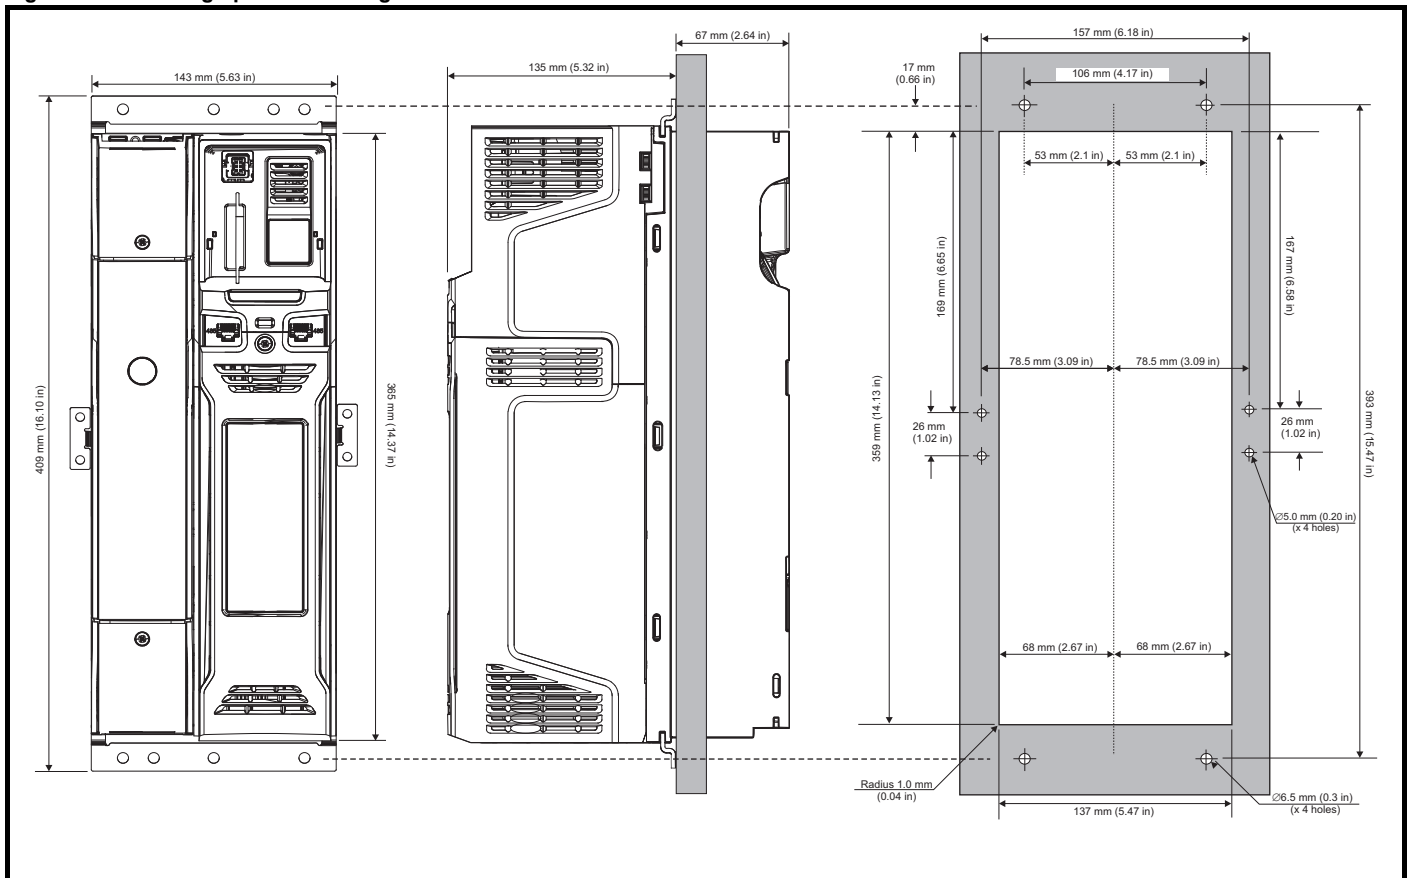 143 mm (5.63 in)
409 mm (16.10 in)
365 mm (14.37 in)
135 mm (5.32 in)
67 mm (2.64 in)
17 mm
(0.66 in)
157 mm (6.18 in)
106 mm (4.17 in)
53 mm (2.1 in)
53 mm (2.1 in)
169 mm (6.65 in)
167 mm (6.58 in)
78.5 mm (3.09 in)
78.5 mm (3.09 in)
359 mm (14.13 in)
393 mm (15.47 in)
26 mm
(1.02 in)
26 mm
(1.02 in)
∅5.0 mm (0.20 in)
(x 4 holes)
68 mm (2.67 in)
68 mm (2.67 in)
Radius 1.0 mm
(0.04 in)
137 mm (5.47 in)
∅6.5 mm (0.3 in)
(x 4 holes)